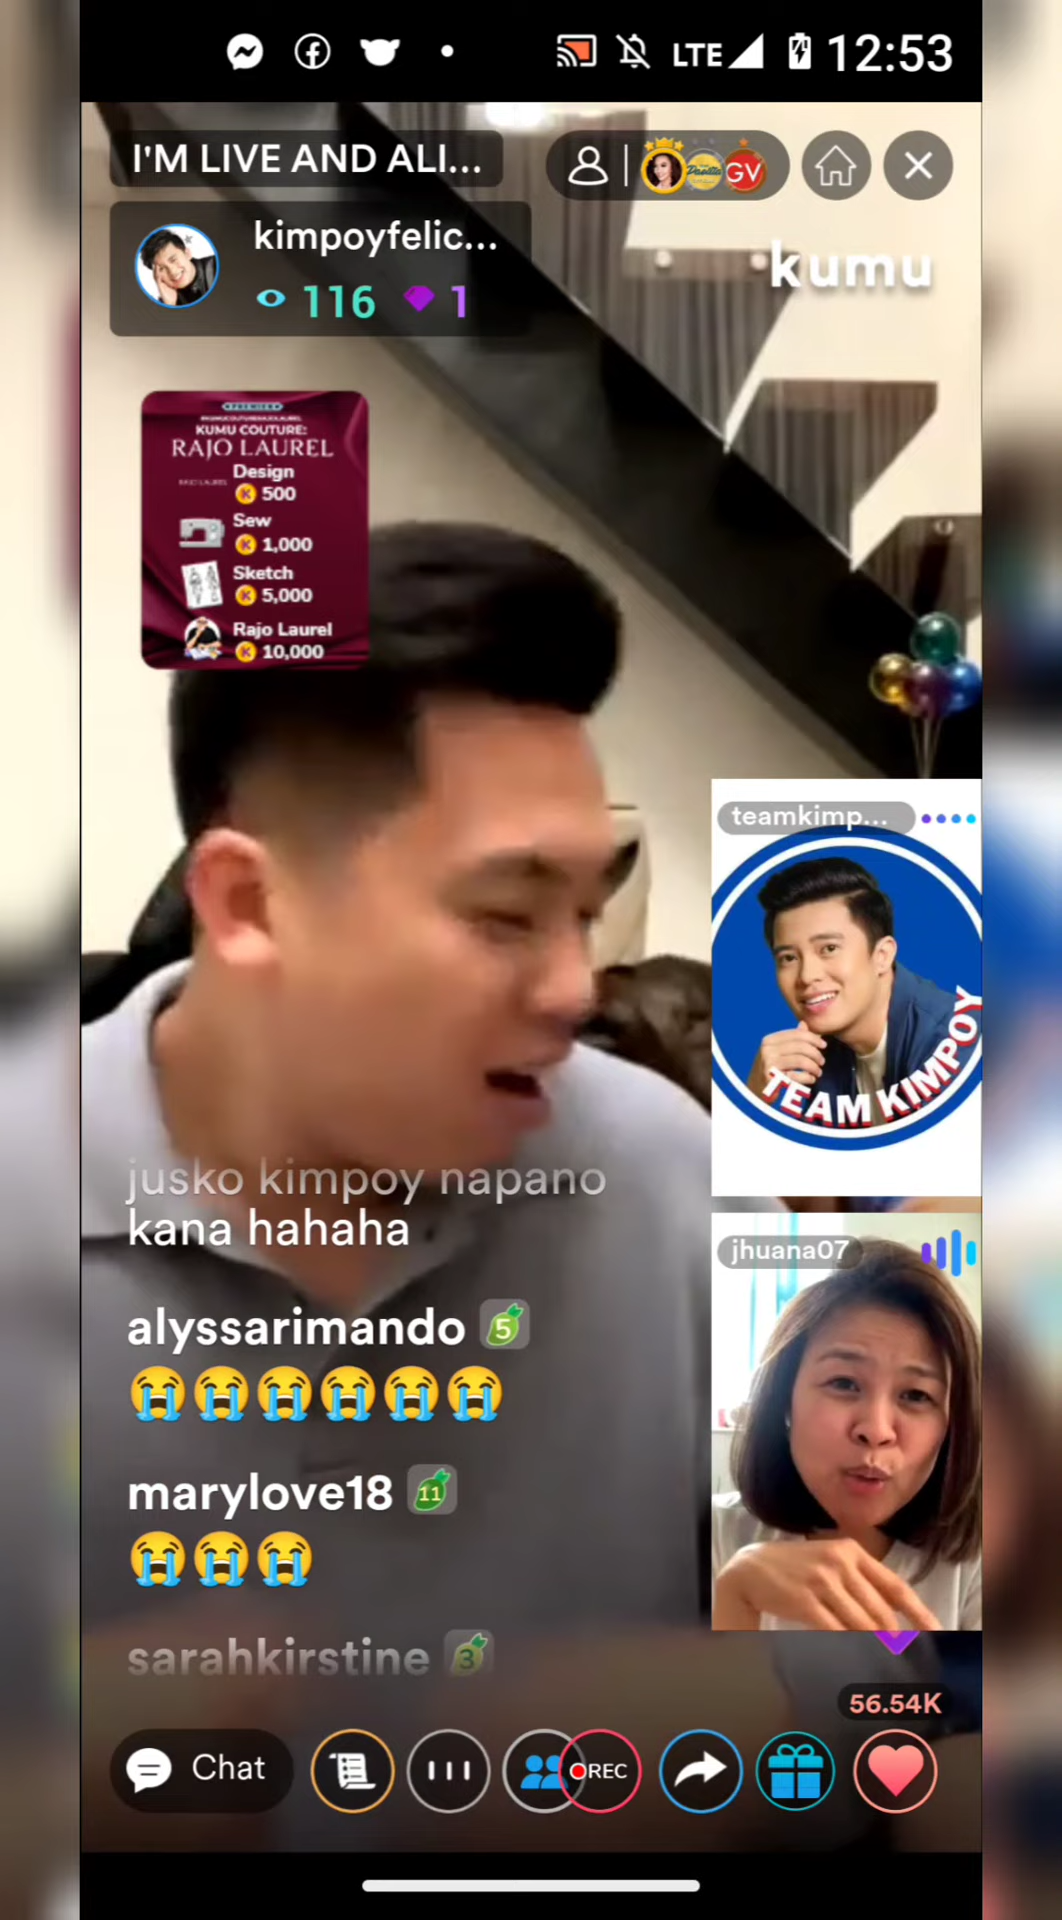 LTE 12:53
I'M LIVE AND ALI...
GV
kimpoyfelic...
116 1
kumu
KUMU COUTURE:
RAJO LAUREL
Design
500
Sew
1,000
Sketch
5,000
Rajo Laurel
10,000
teamkimp...
TEAM KIMPOY
jusko kimpoy napano
kana hahaha
jhuana07
alyssarimando 5
marylove18 11
sarahkirstine 3
56.54K
Chat
REC